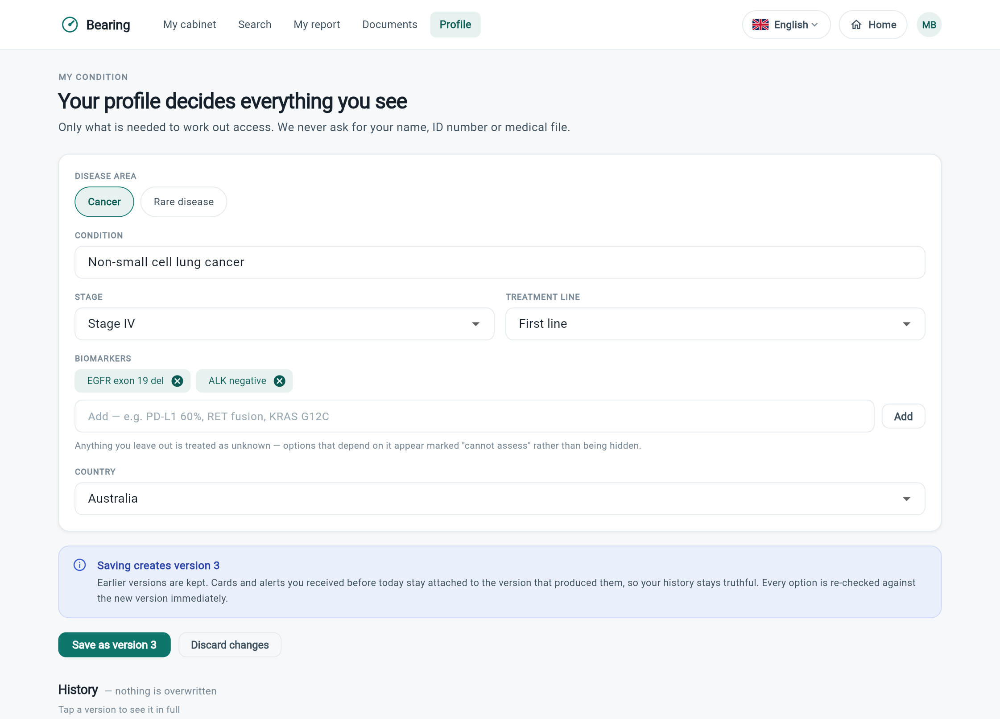 Bearing
My cabinet
Search
My report
Documents
Profile
English
Home
MB
MY CONDITION
Your profile decides everything you see
Only what is needed to work out access. We never ask for your name, ID number or medical file.
DISEASE AREA
Cancer
Rare disease
CONDITION
Non-small cell lung cancer
STAGE
TREATMENT LINE
Stage IV
First line
BIOMARKERS
EGFR exon 19 del
ALK negative
Add — e.g. PD-L1 60%, RET fusion, KRAS G12C
Add
Anything you leave out is treated as unknown — options that depend on it appear marked "cannot assess" rather than being hidden.
COUNTRY
Australia
Saving creates version 3
Earlier versions are kept. Cards and alerts you received before today stay attached to the version that produced them, so your history stays truthful. Every option is re-checked against
the new version immediately.
Save as version 3
Discard changes
History — nothing is overwritten
Tap a version to see it in full